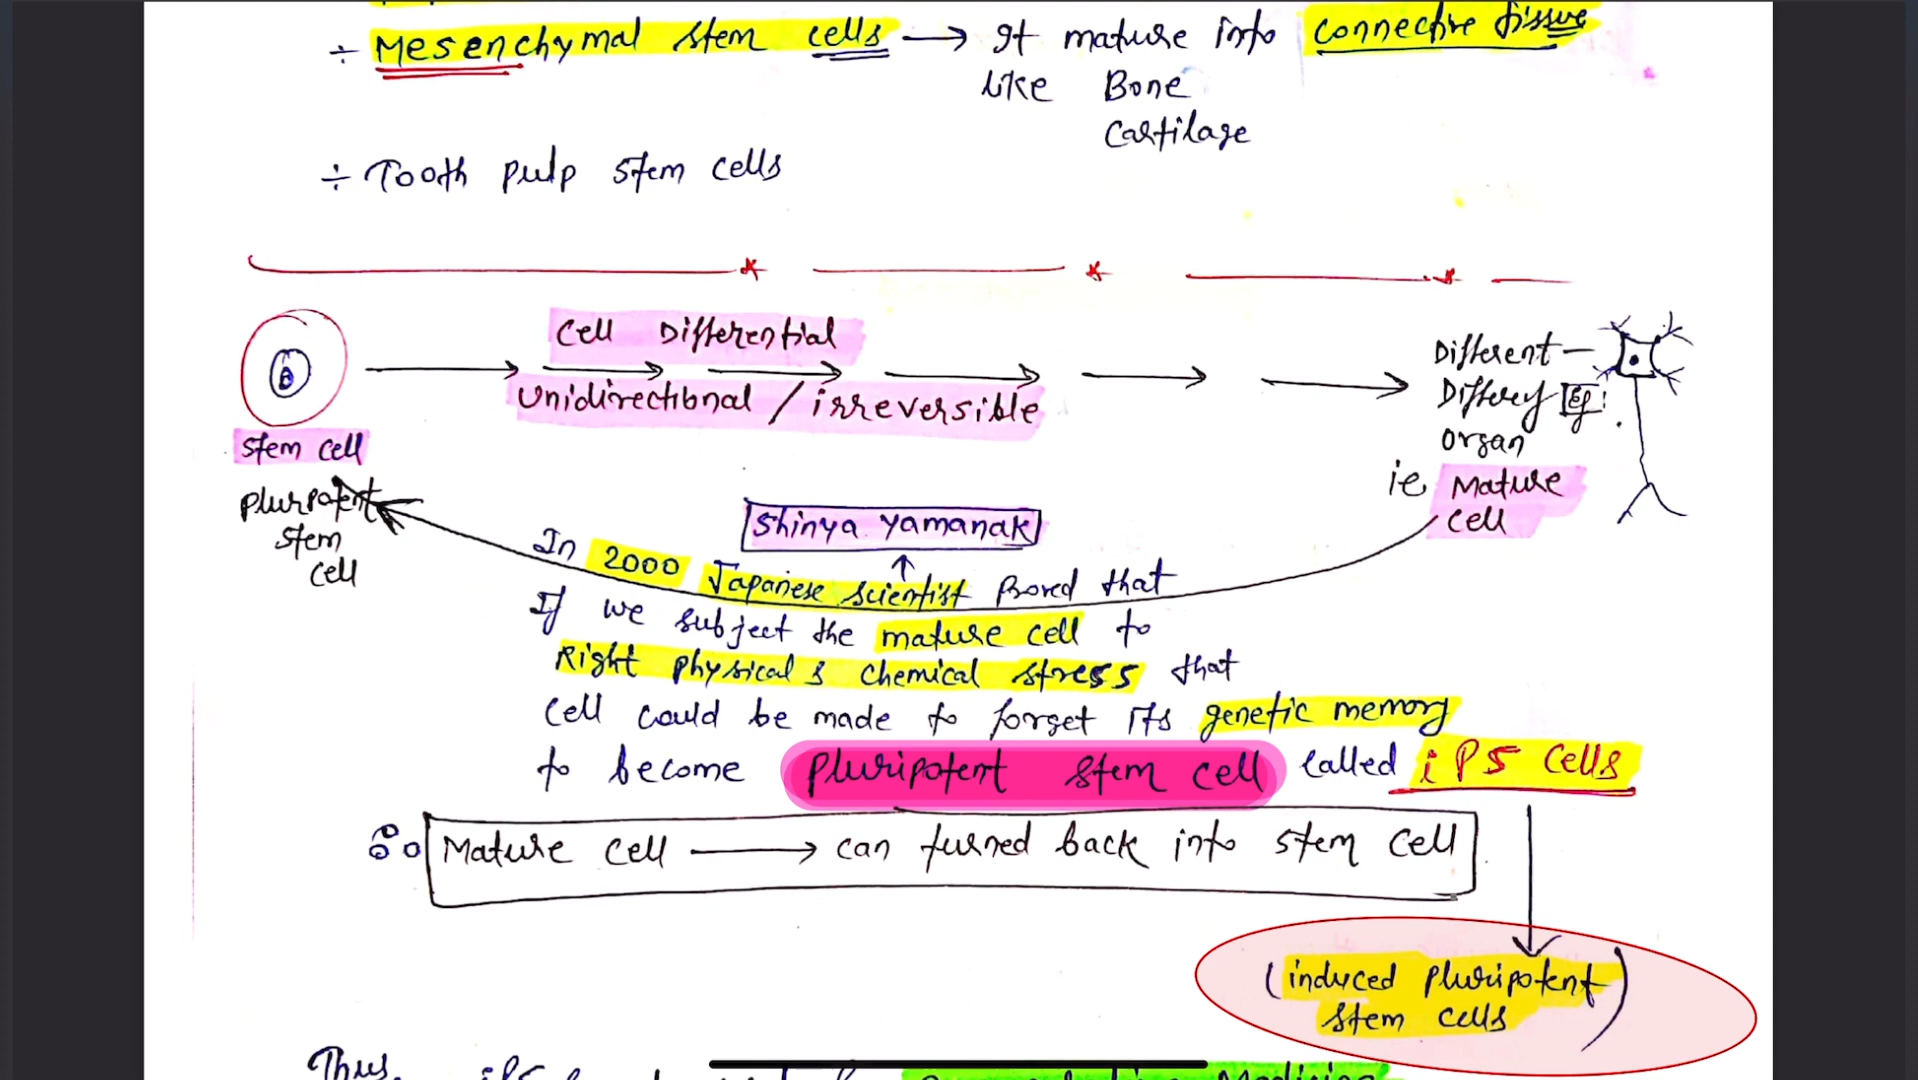 ÷ Mesenchymal stem cells → It mature into connective tissue
like Bone
Cartilage
÷ Tooth pulp stem cells
Cell Differential
Unidirectional / irreversible
Stem cell
Plurpotent
stem
cell
Different
Differey Eg:
organ
ie Mature
cell
Shinya Yamanak
In 2000 Japanese scientist Proved that
If we subject the mature cell to
Right physical & chemical stress that
cell could be made to forget its genetic memory
to become Pluripotent stem cell called iPS Cells
Mature cell → can turned back into stem cell
(induced pluripotent
stem cells)
Thus